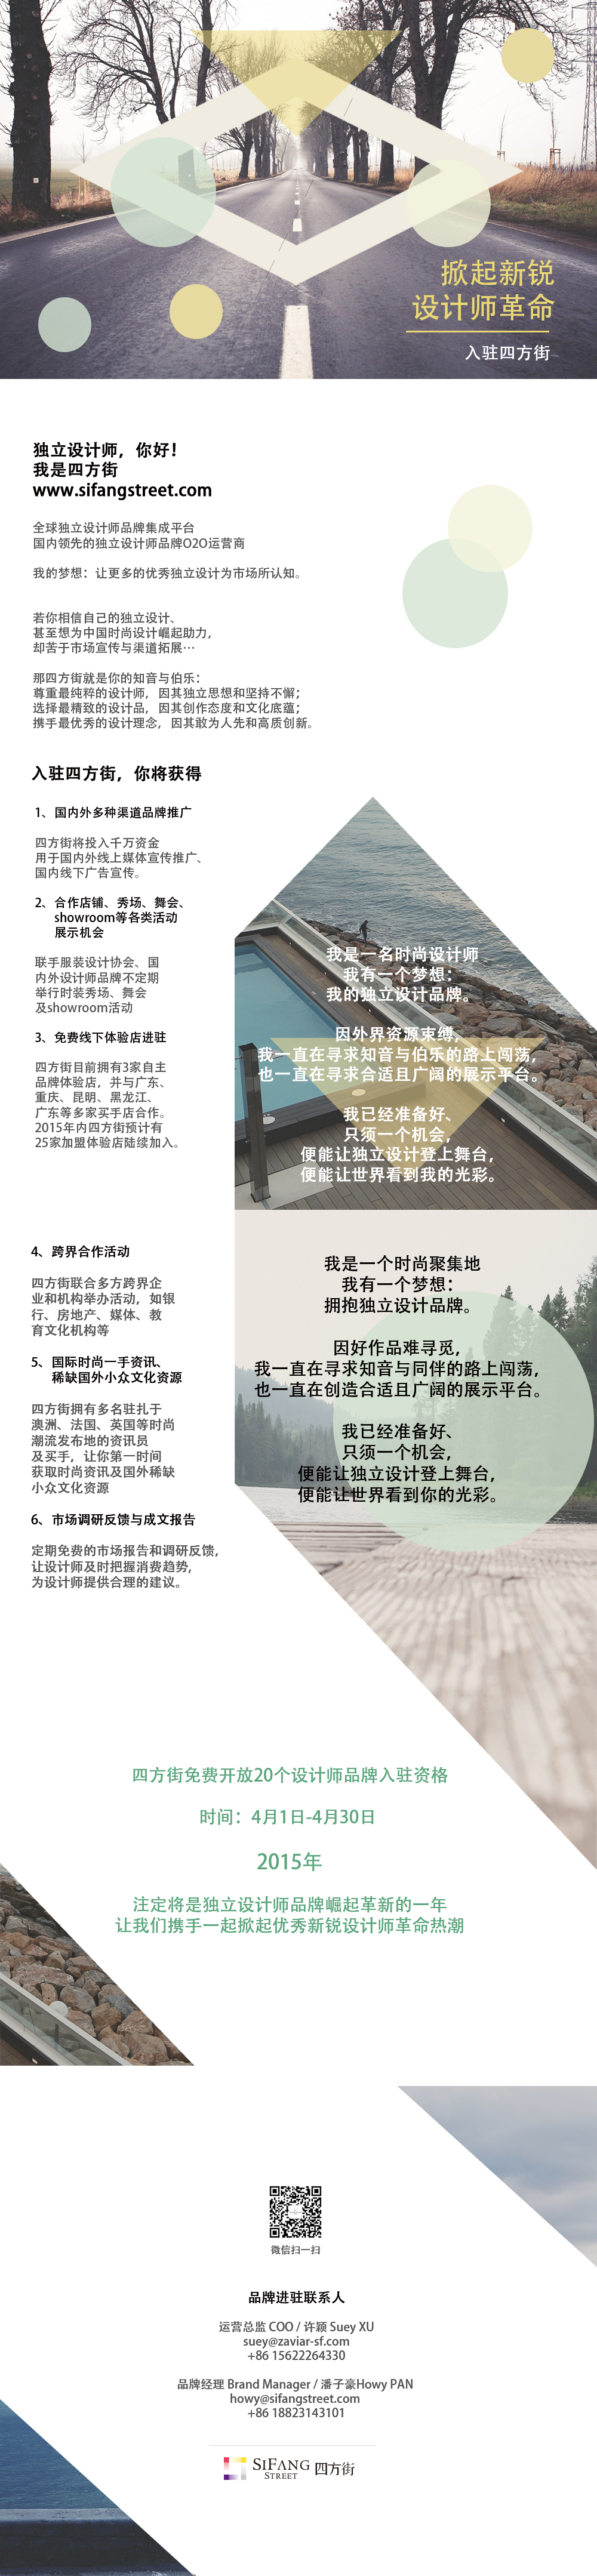 掀起新锐
设计师革命
入驻四方街
独立设计师，你好！
我是四方街
www.sifangstreet.com
全球独立设计师品牌集成平台
国内领先的独立设计师品牌O2O运营商
我的梦想：让更多的优秀独立设计为市场所认知。
若你相信自己的独立设计、
甚至想为中国时尚设计崛起助力，
却苦于市场宣传与渠道拓展…
那四方街就是你的知音与伯乐：
尊重最纯粹的设计师，因其独立思想和坚持不懈；
选择最精致的设计品，因其创作态度和文化底蕴；
携手最优秀的设计理念，因其敢为人先和高质创新。
入驻四方街，你将获得
1、国内外多种渠道品牌推广
四方街将投入千万资金
用于国内外线上媒体宣传推广、
国内线下广告宣传。
2、合作店铺、秀场、舞会、
showroom等各类活动
展示机会
联手服装设计协会、国
内外设计师品牌不定期
举行时装秀场、舞会
及showroom活动
3、免费线下体验店进驻
四方街目前拥有3家自主
品牌体验店，并与广东、
重庆、昆明、黑龙江、
广东等多家买手店合作。
2015年内四方街预计有
25家加盟体验店陆续加入。
我是一名时尚设计师
我有一个梦想：
我的独立设计品牌。
因外界资源束缚，
我一直在寻求知音与伯乐的路上闯荡，
也一直在寻求合适且广阔的展示平台。
我已经准备好、
只须一个机会，
便能让独立设计登上舞台，
便能让世界看到我的光彩。
4、跨界合作活动
四方街联合多方跨界企
业和机构举办活动，如银
行、房地产、媒体、教
育文化机构等
5、国际时尚一手资讯、
稀缺国外小众文化资源
四方街拥有多名驻扎于
澳洲、法国、英国等时尚
潮流发布地的资讯员
及买手，让你第一时间
获取时尚资讯及国外稀缺
小众文化资源
6、市场调研反馈与成文报告
定期免费的市场报告和调研反馈，
让设计师及时把握消费趋势，
为设计师提供合理的建议。
我是一个时尚聚集地
我有一个梦想：
拥抱独立设计品牌。
因好作品难寻觅，
我一直在寻求知音与同伴的路上闯荡，
也一直在创造合适且广阔的展示平台。
我已经准备好、
只须一个机会，
便能让独立设计登上舞台，
便能让世界看到你的光彩。
四方街免费开放20个设计师品牌入驻资格
时间：4月1日-4月30日
2015年
注定将是独立设计师品牌崛起革新的一年
让我们携手一起掀起优秀新锐设计师革命热潮
微信扫一扫
品牌进驻联系人
运营总监 COO / 许颖 Suey XU
suey@zaviar-sf.com
+86 15622264330
品牌经理 Brand Manager / 潘子豪Howy PAN
howy@sifangstreet.com
+86 18823143101
SIFANG
STREET
四方街